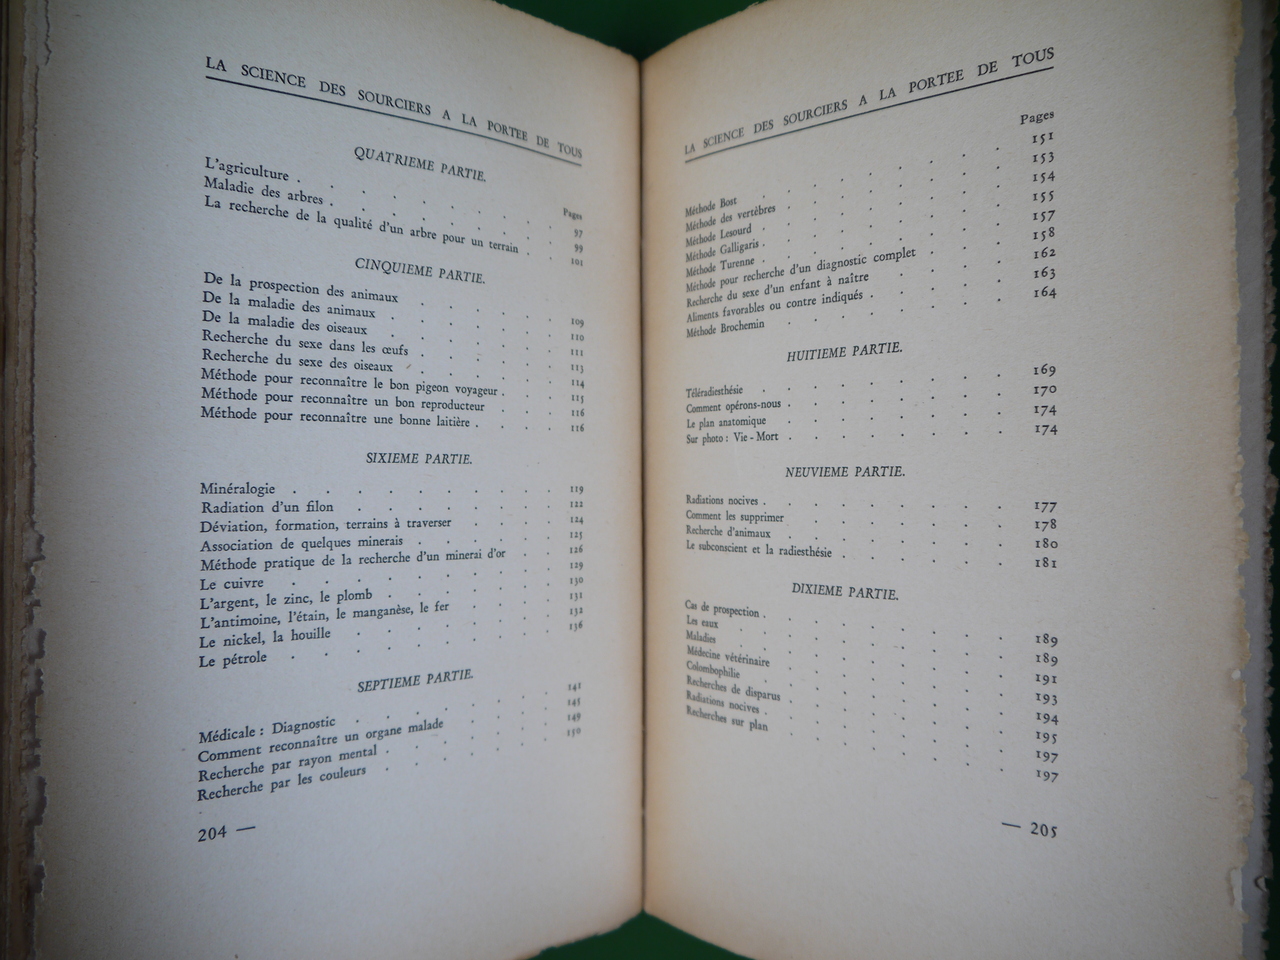 LA SCIENCE DES SOURCIERS A LA PORTEE DE TOUS
QUATRIEME PARTIE.
Pages
L'agriculture . . . . . . . . . 97
Maladie des arbres . . . . . . . . 99
La recherche de la qualité d'un arbre pour un terrain . . 101
CINQUIEME PARTIE.
De la prospection des animaux . . . . . . 109
De la maladie des animaux . . . . . . . 110
De la maladie des oiseaux . . . . . . . 111
Recherche du sexe dans les œufs . . . . . . 113
Recherche du sexe des oiseaux . . . . . . 114
Méthode pour reconnaître le bon pigeon voyageur . . . 115
Méthode pour reconnaître un bon reproducteur . . . 116
Méthode pour reconnaître une bonne laitière . . . . 116
SIXIEME PARTIE.
Minéralogie . . . . . . . . . 119
Radiation d'un filon . . . . . . . 122
Déviation, formation, terrains à traverser . . . . 124
Association de quelques minerais . . . . . . 125
Méthode pratique de la recherche d'un minerai d'or . . 126
Le cuivre . . . . . . . . . 129
L'argent, le zinc, le plomb . . . . . . . 130
L'antimoine, l'étain, le manganèse, le fer . . . . 131
Le nickel, la houille . . . . . . . 132
Le pétrole . . . . . . . . . 136
SEPTIEME PARTIE.
Médicale : Diagnostic . . . . . . . 141
Comment reconnaître un organe malade . . . . 145
Recherche par rayon mental . . . . . . . 149
Recherche par les couleurs . . . . . . . 150
204 —
LA SCIENCE DES SOURCIERS A LA PORTEE DE TOUS
Pages
Méthode Bost . . . . . . . . . 151
Méthode des vertèbres . . . . . . . . 153
Méthode Lesourd . . . . . . . . . 154
Méthode Galligaris . . . . . . . . . 155
Méthode Turenne . . . . . . . . . 157
Méthode pour recherche d'un diagnostic complet . . . 158
Recherche du sexe d'un enfant à naître . . . . 162
Aliments favorables ou contre indiqués . . . . . 163
Méthode Brochemin . . . . . . . . 164
HUITIEME PARTIE.
Téléradiesthésie . . . . . . . . . 169
Comment opérons-nous . . . . . . . . 170
Le plan anatomique . . . . . . . . 174
Sur photo : Vie - Mort . . . . . . . . 174
NEUVIEME PARTIE.
Radiations nocives . . . . . . . . . 177
Comment les supprimer . . . . . . . 178
Recherche d'animaux . . . . . . . . 180
Le subconscient et la radiesthésie . . . . . . 181
DIXIEME PARTIE.
Cas de prospection . . . . . . . . . 189
Les eaux . . . . . . . . . 189
Maladies . . . . . . . . . 191
Médecine vétérinaire . . . . . . . . 193
Colombophilie . . . . . . . . . 194
Recherches de disparus . . . . . . . . 195
Radiations nocives . . . . . . . . . 197
Recherches sur plan . . . . . . . . 197
— 205